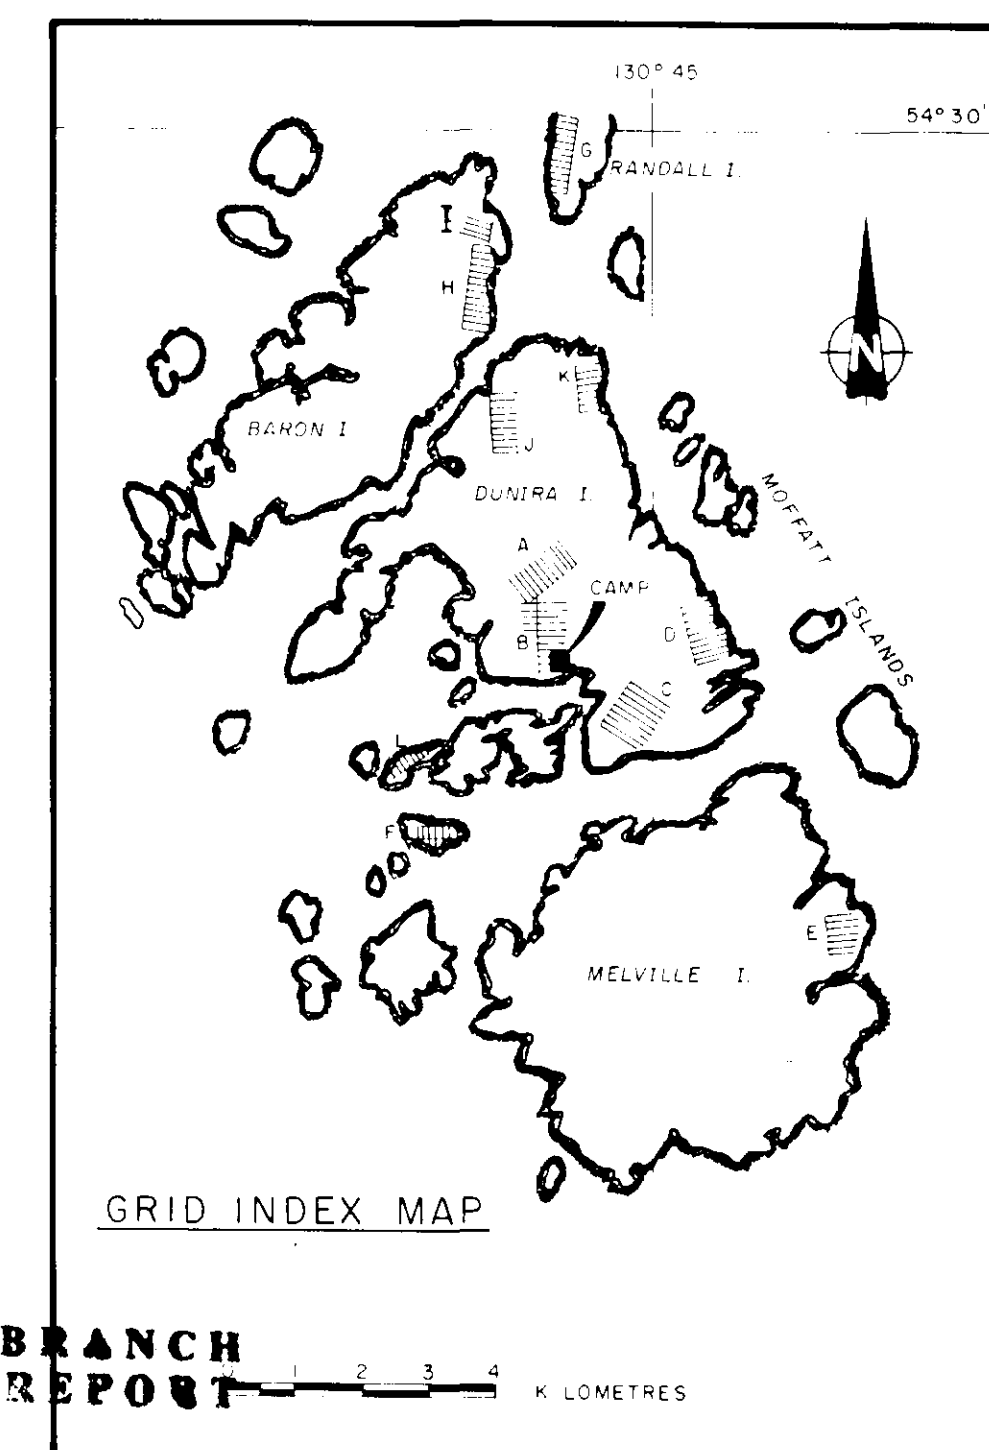 130° 45
54° 30'
G
RANDALL I.
I
H
N
K
BARON I
J
DUNIRA I.
MOFFATT ISLANDS
A
CAMP
B
D
C
L
F
E
MELVILLE I.
GRID INDEX MAP
BRANCH
REPORT
0 1 2 3 4
K LOMETRES